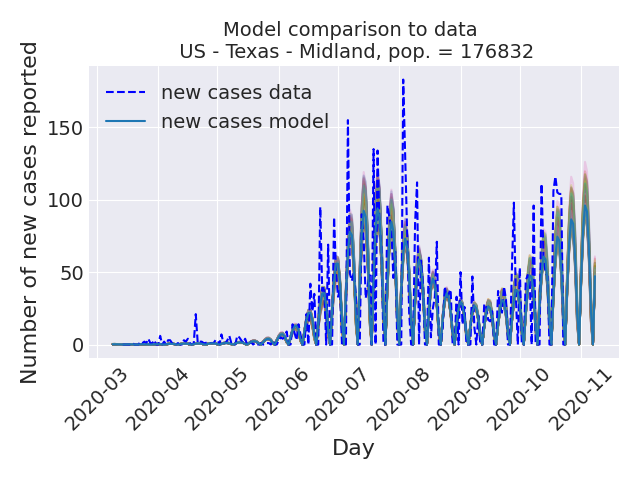 Model comparison to data
US - Texas - Midland, pop. = 176832
Number of new cases reported
new cases data
new cases model
150
100
50
0
2020-03
2020-04
2020-05
2020-06
2020-07
2020-08
2020-09
2020-10
2020-11
Day